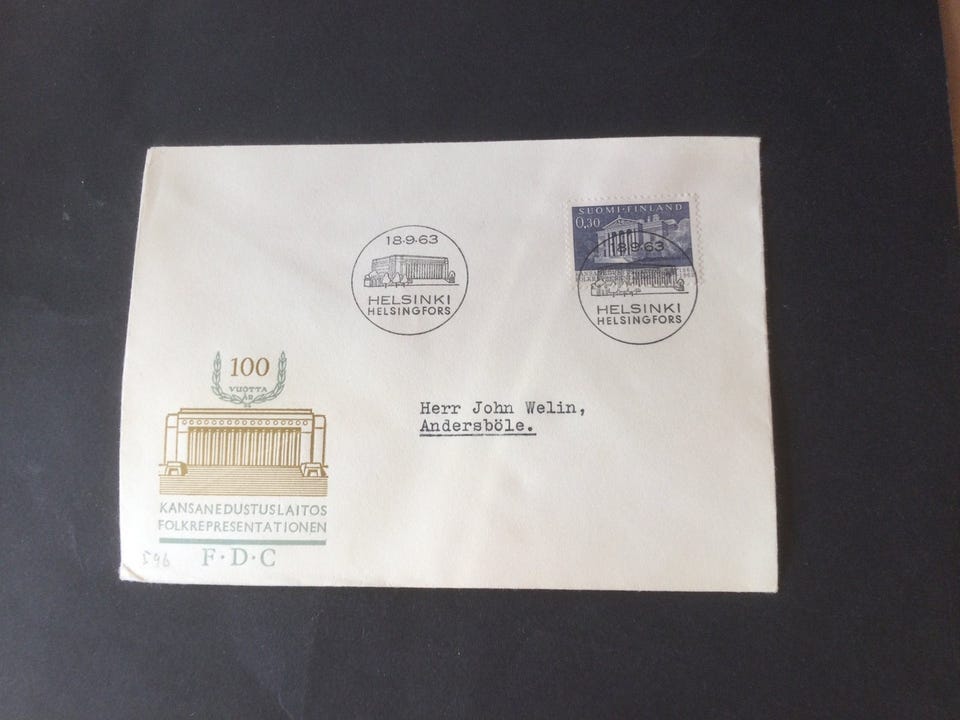 SUOMI-FINLAND
0,30
18·9·63
HELSINKI
HELSINGFORS
18·9·63
HELSINKI
HELSINGFORS
100
VUOTTA
ÅR
Herr John Welin,
Andersböle.
KANSANEDUSTUSLAITOS
FOLKREPRESENTATIONEN
F·D·C
596